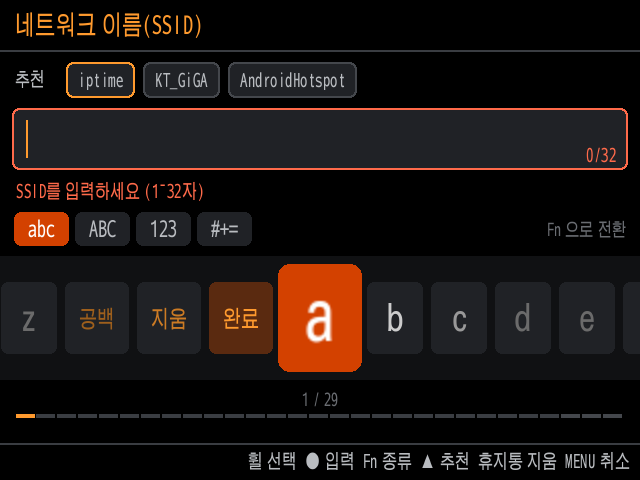 네트워크 이름(SSID)
추천 iptime KT_GiGA AndroidHotspot
0/32
SSID를 입력하세요 (1~32자)
abc ABC 123 #+= Fn 으로 전환
z 공백 지움 완료 a b c d e
1 / 29
휠 선택 ● 입력 Fn 종류 ▲ 추천 휴지통 지움 MENU 취소